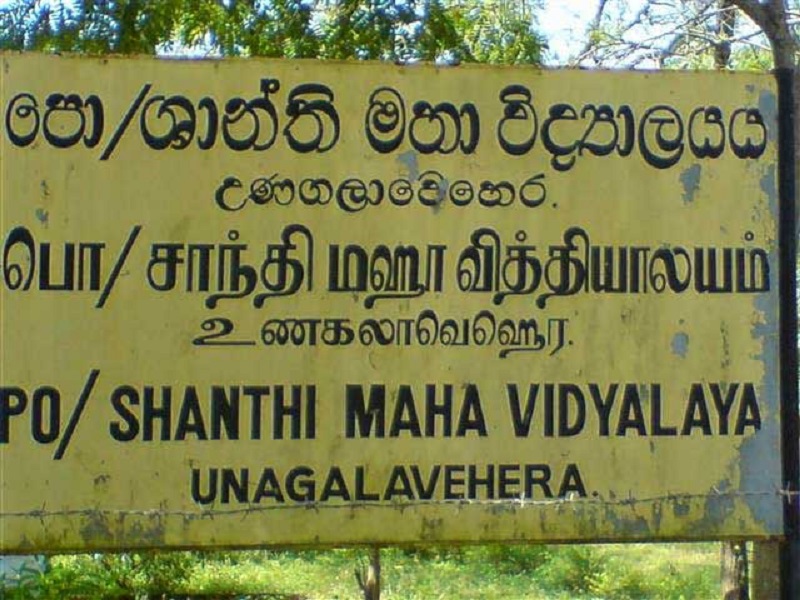 පො/ශාන්ති මහා විද්‍යාලයය
උණගලාවෙහෙර.
பொ/ சாந்தி மஹா வித்தியாலயம்
உணகலாவெஹெர.
PO/ SHANTHI MAHA VIDYALAYA
UNAGALAVEHERA.